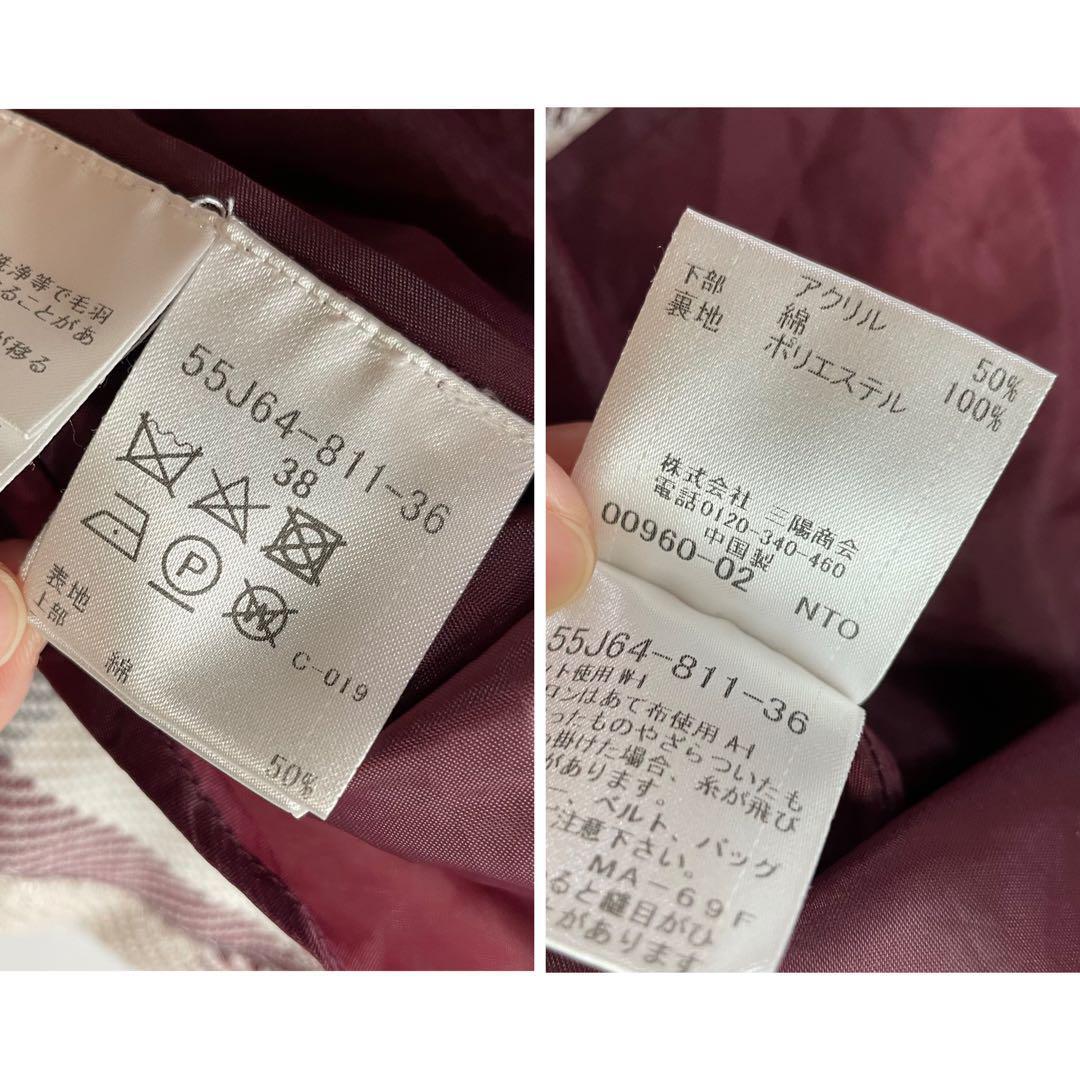 洗浄等で毛羽
ることがあ
が移る
55J64-811-36
38
P
W
C-019
表地
上部
綿
50%
下部 アクリル 50%
綿
裏地 ポリエステル 100%
株式会社 三陽商会
電話0120-340-460
中国製
00960-02 NTO
55J64-811-36
ット使用 W-I
ロンはあて布使用 A-I
ったものやざらついたも
掛けた場合、糸が飛び
があります。
ー、ベルト、バッグ
注意下さい。
MA-69F
ると縫目がひ
があります